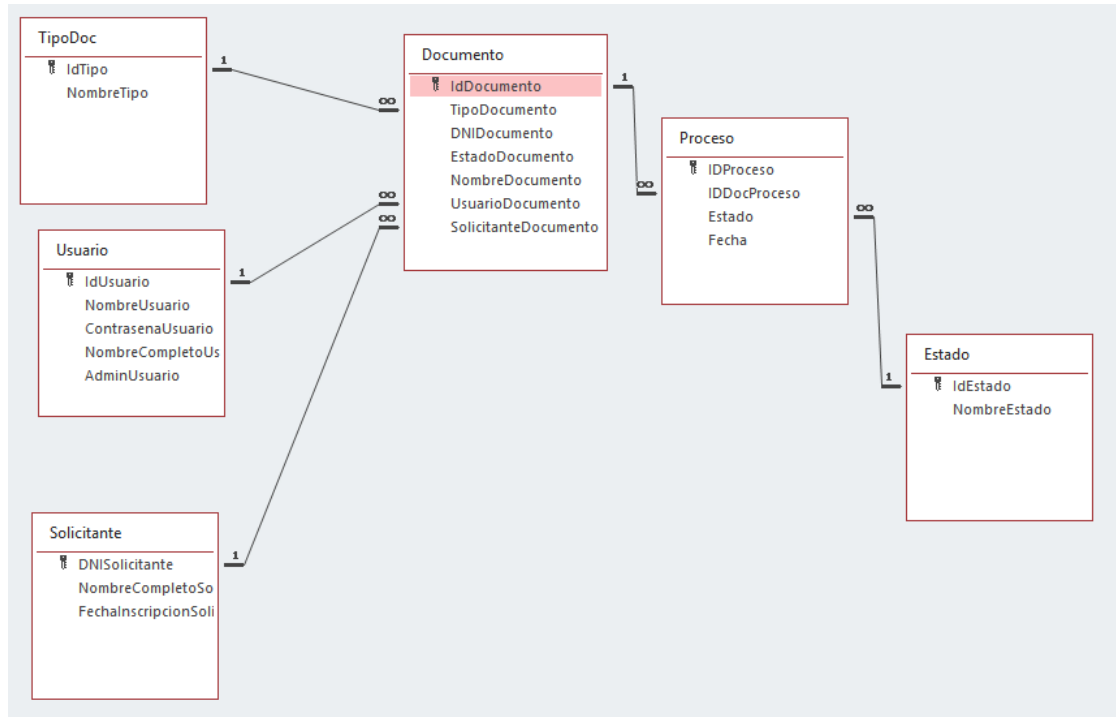 TipoDoc
IdTipo
NombreTipo
1
∞
Usuario
IdUsuario
NombreUsuario
ContrasenaUsuario
NombreCompletoUs
AdminUsuario
1
∞
Solicitante
DNISolicitante
NombreCompletoSo
FechaInscripcionSoli
1
∞
Documento
IdDocumento
TipoDocumento
DNIDocumento
EstadoDocumento
NombreDocumento
UsuarioDocumento
SolicitanteDocumento
1
∞
Proceso
IDProceso
IDDocProceso
Estado
Fecha
∞
1
Estado
IdEstado
NombreEstado